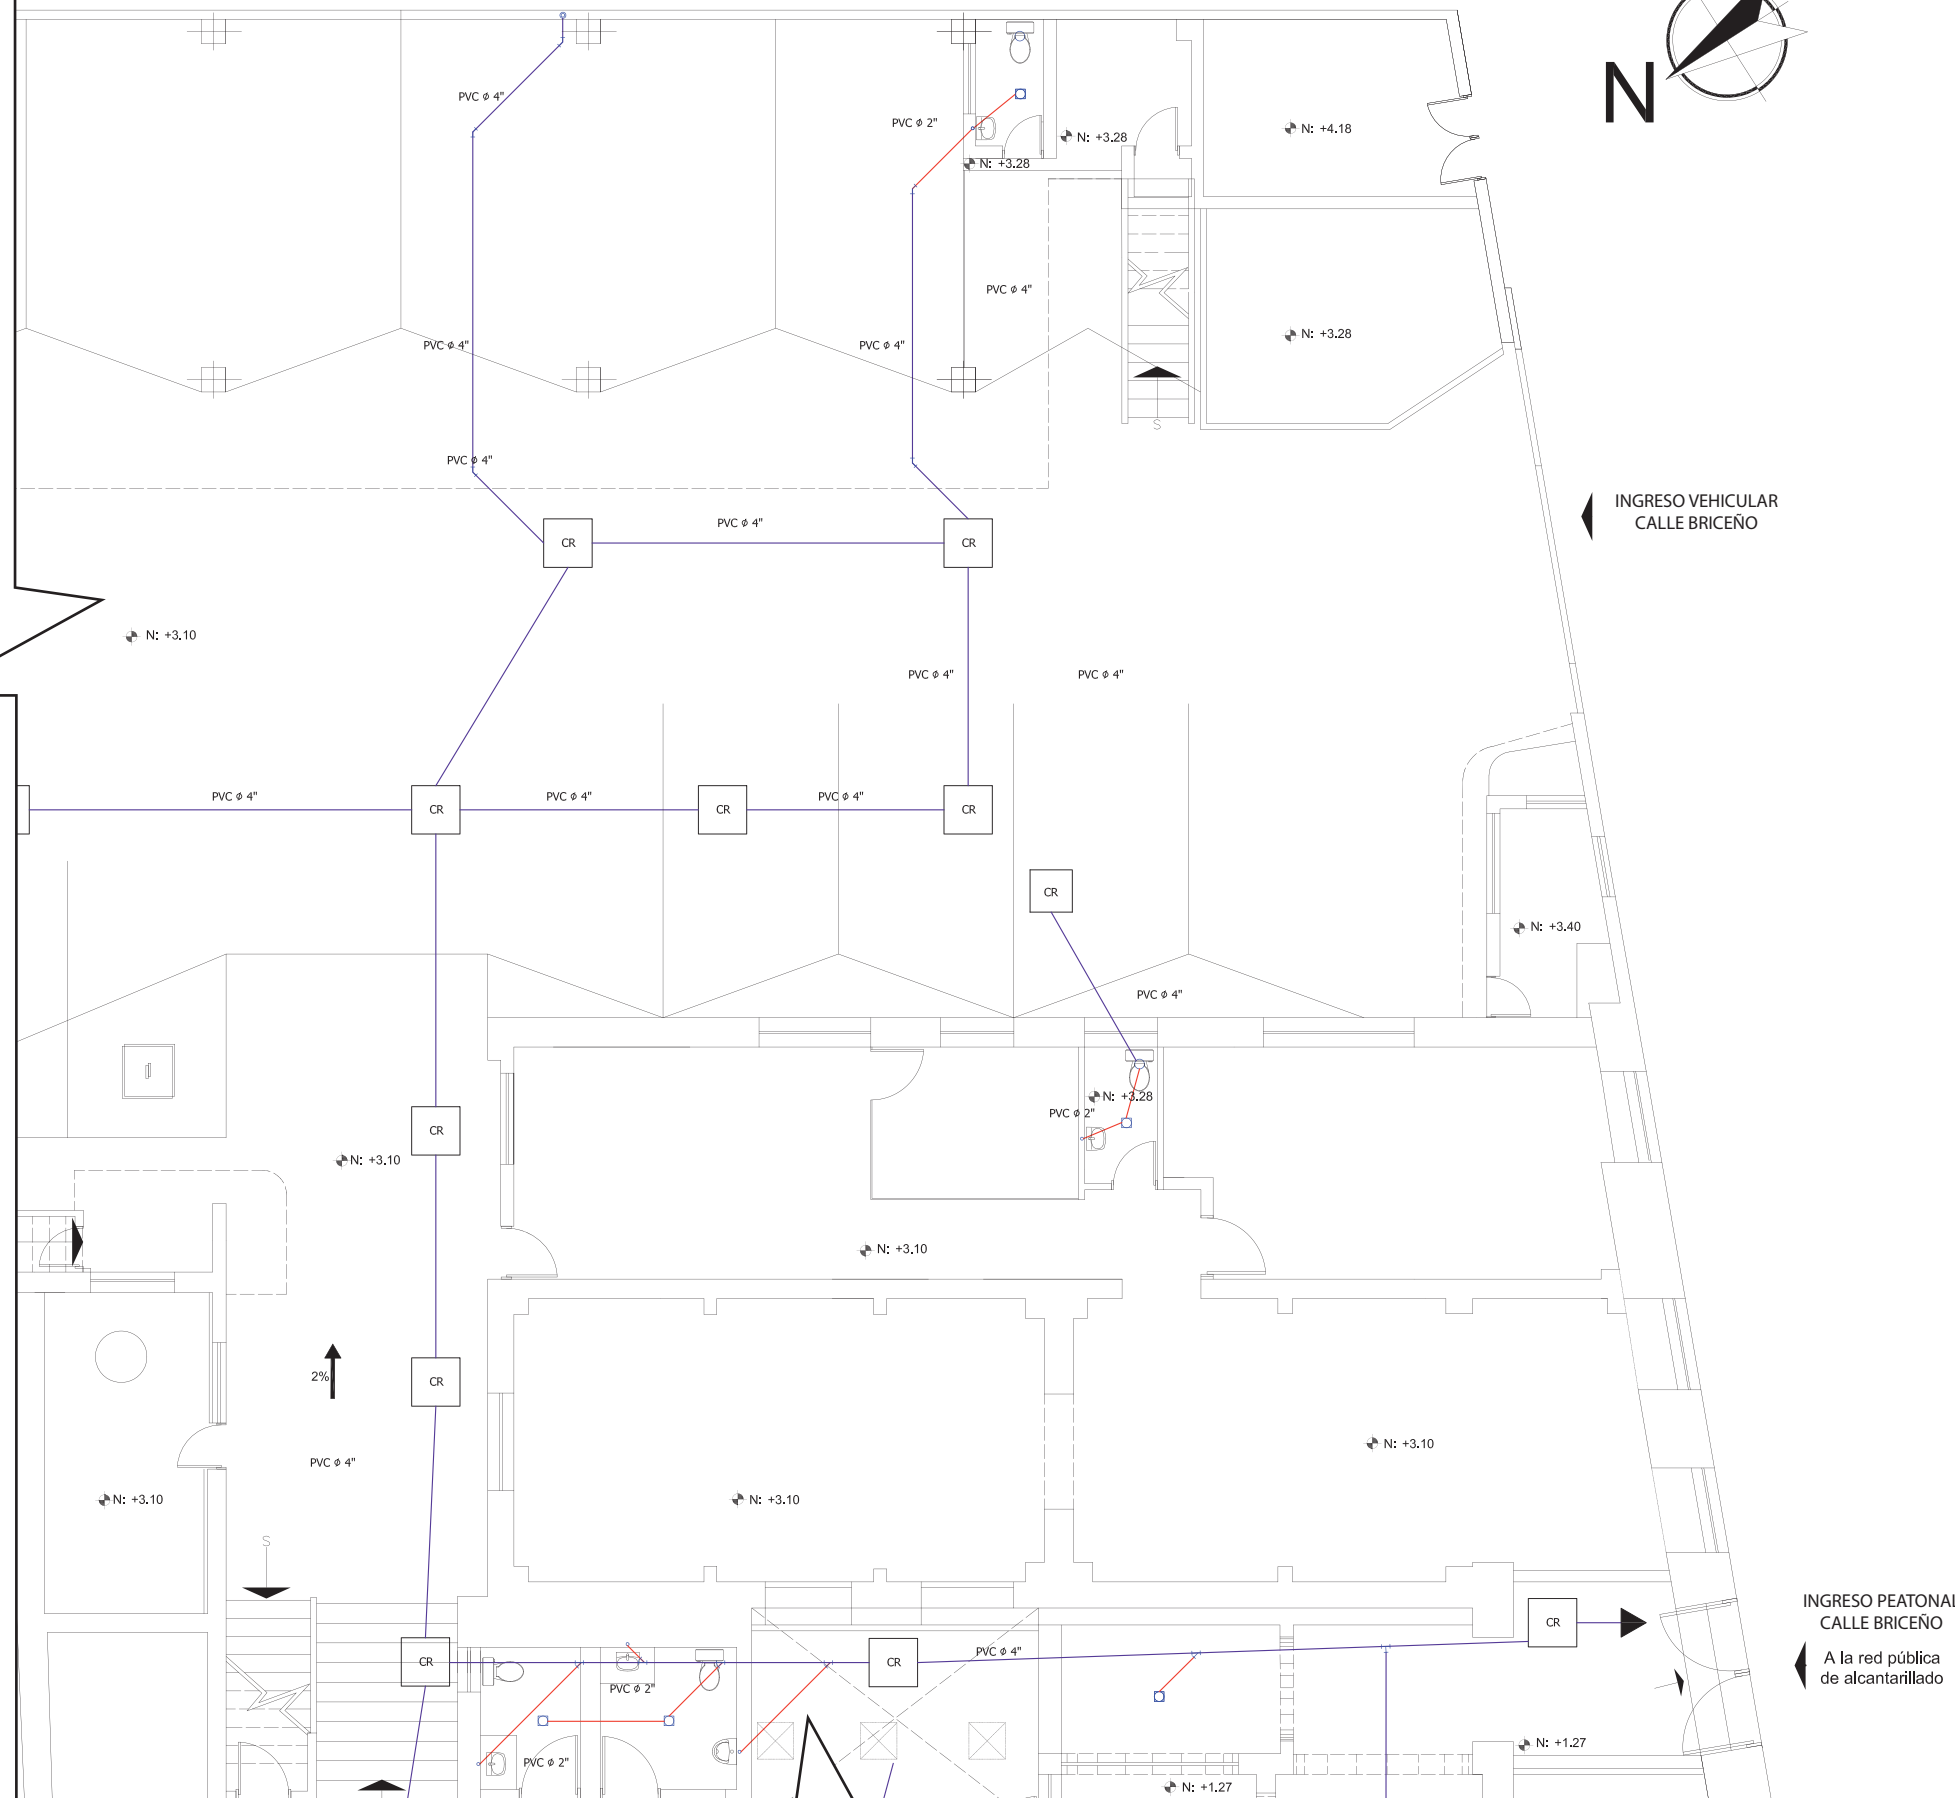 N
PVC ø 4"
PVC ø 2"
N: +3.28
N: +4.18
N: +3.28
PVC ø 4"
N: +3.28
PVC ø 4"
PVC ø 4"
S
PVC ø 4"
INGRESO VEHICULAR
CALLE BRICEÑO
PVC ø 4"
CR
CR
N: +3.10
PVC ø 4"
PVC ø 4"
PVC ø 4"
PVC ø 4"
PVC ø 4"
CR
CR
CR
CR
N: +3.40
PVC ø 4"
N: +3.28
PVC ø 2"
CR
N: +3.10
N: +3.10
2%
CR
N: +3.10
PVC ø 4"
N: +3.10
N: +3.10
S
INGRESO PEATONAL
CALLE BRICEÑO
CR
A la red pública
de alcantarillado
PVC ø 4"
CR
CR
PVC ø 2"
N: +1.27
PVC ø 2"
N: +1.27